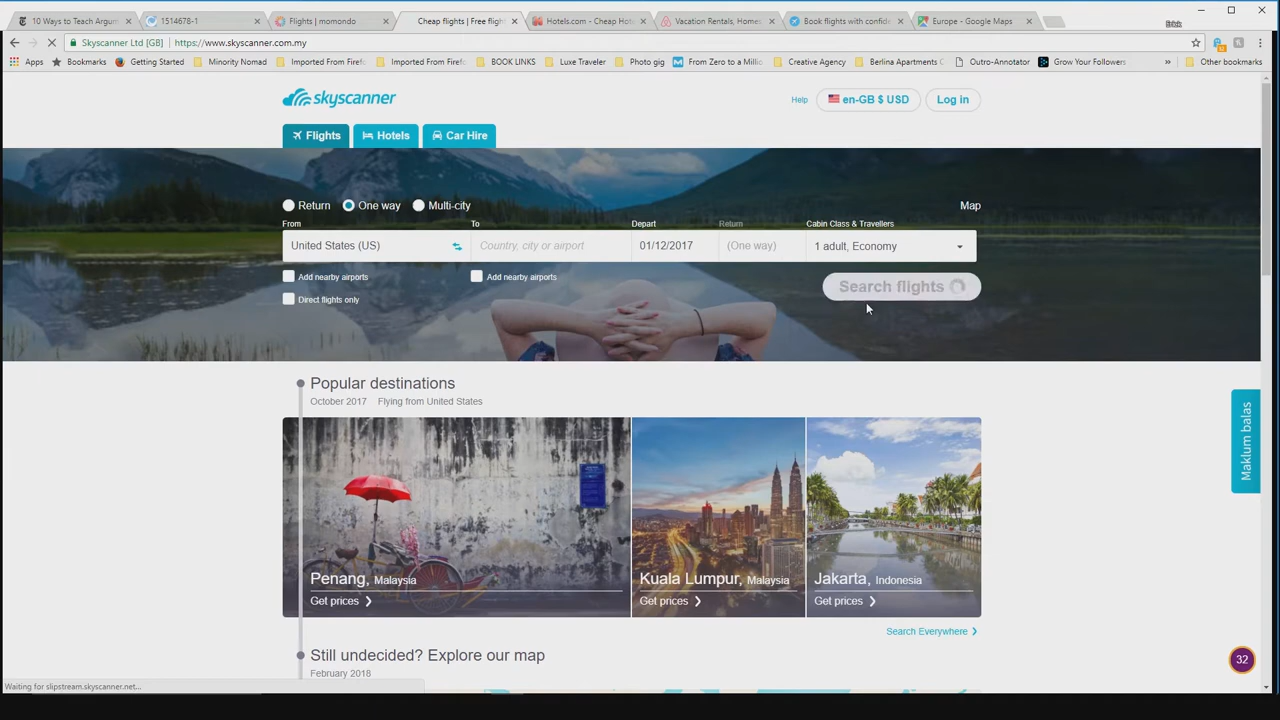 10 Ways to Teach Argum
1514678-1
Flights | momondo
Cheap flights | Free flight
Hotels.com - Cheap Hote
Vacation Rentals, Homes
Book flights with confide
Europe - Google Maps
Erick
Skyscanner Ltd [GB] | https://www.skyscanner.com.my
Apps
Bookmarks
Getting Started
Minority Nomad
Imported From Firefo
Imported From Firefo
BOOK LINKS
Luxe Traveler
Photo gig
From Zero to a Millio
Creative Agency
Berlina Apartments C
Outro-Annotator
Grow Your Followers
»
Other bookmarks
skyscanner
Help
en-GB $ USD
Log in
Flights
Hotels
Car Hire
Return
One way
Multi-city
Map
From
To
Depart
Return
Cabin Class & Travellers
United States (US)
Country, city or airport
01/12/2017
(One way)
1 adult, Economy
Add nearby airports
Add nearby airports
Direct flights only
Search flights
Popular destinations
October 2017 Flying from United States
Penang, Malaysia
Get prices
Kuala Lumpur, Malaysia
Get prices
Jakarta, Indonesia
Get prices
Search Everywhere
Maklum balas
Still undecided? Explore our map
February 2018
32
Waiting for slipstream.skyscanner.net...